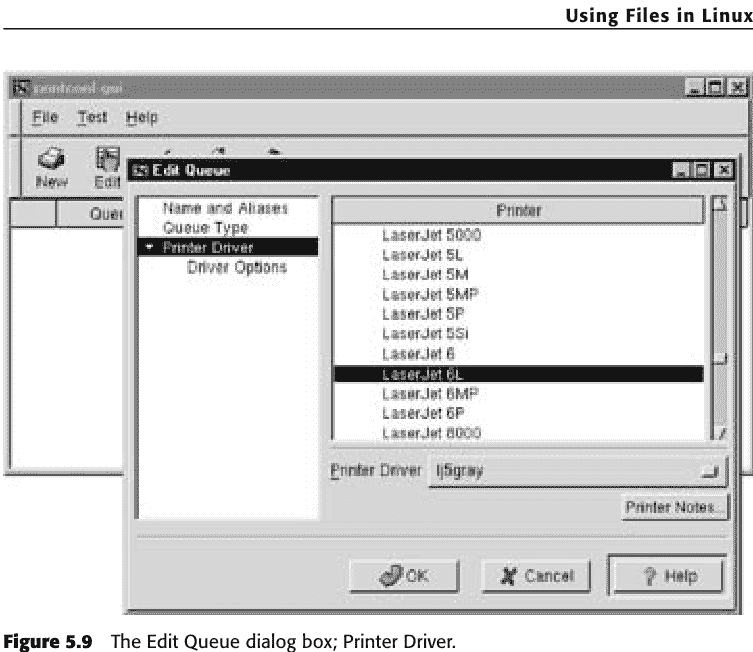 Using Files in Linux
printconf-gui
File Test Help
New
Edit
Edit Queue
Name and Aliases
Queue Type
Printer Driver
Driver Options
Printer
LaserJet 5000
LaserJet 5L
LaserJet 5M
LaserJet 5MP
LaserJet 5P
LaserJet 5Si
LaserJet 6
LaserJet 6L
LaserJet 6MP
LaserJet 6P
LaserJet 8000
Printer Driver lj5gray
Printer Notes...
OK Cancel Help
Figure 5.9 The Edit Queue dialog box; Printer Driver.